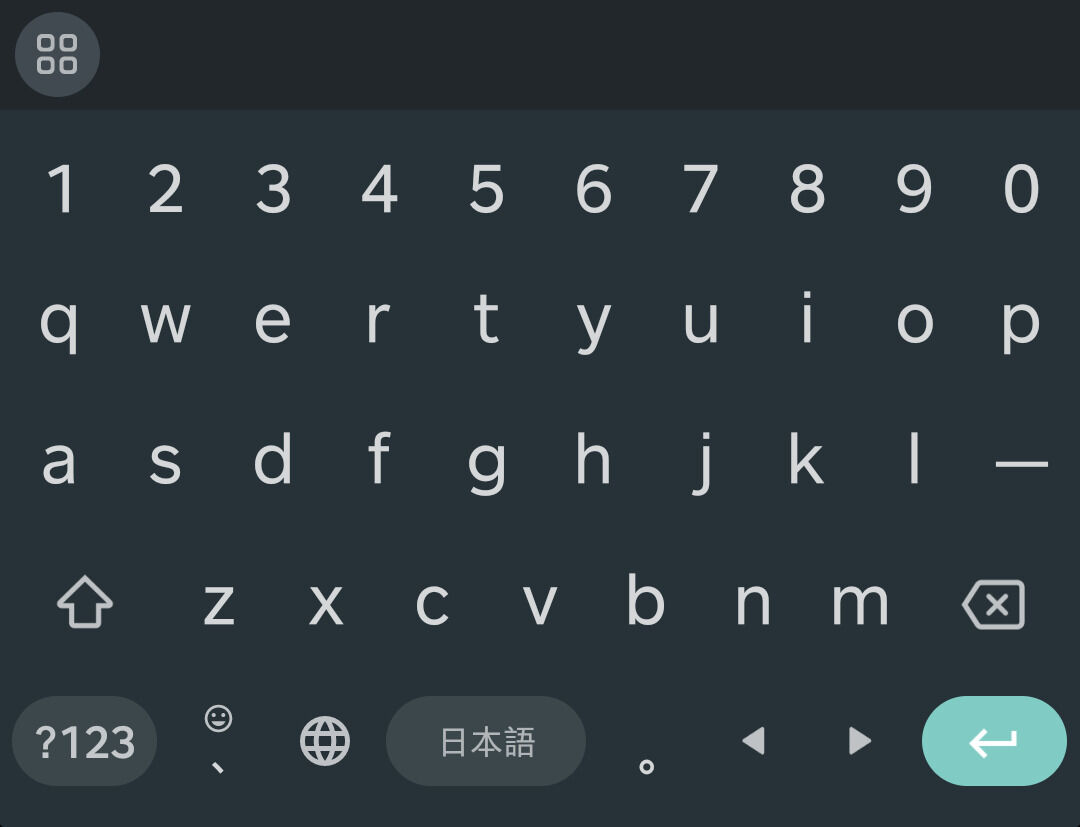 1 2 3 4 5 6 7 8 9 0
q w e r t y u i o p
a s d f g h j k l ー
z x c v b n m
?123 、 日本語 。